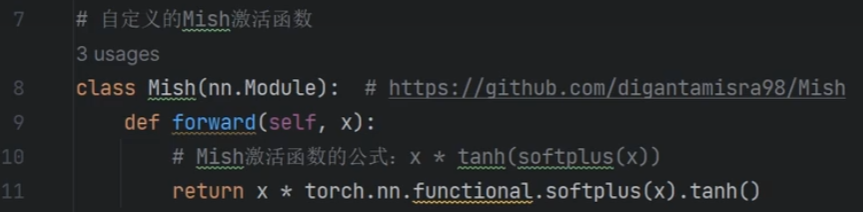 7 # 自定义的Mish激活函数
3 usages
8 class Mish(nn.Module):  # https://github.com/digantamisra98/Mish
9     def forward(self, x):
10         # Mish激活函数的公式：x * tanh(softplus(x))
11         return x * torch.nn.functional.softplus(x).tanh()